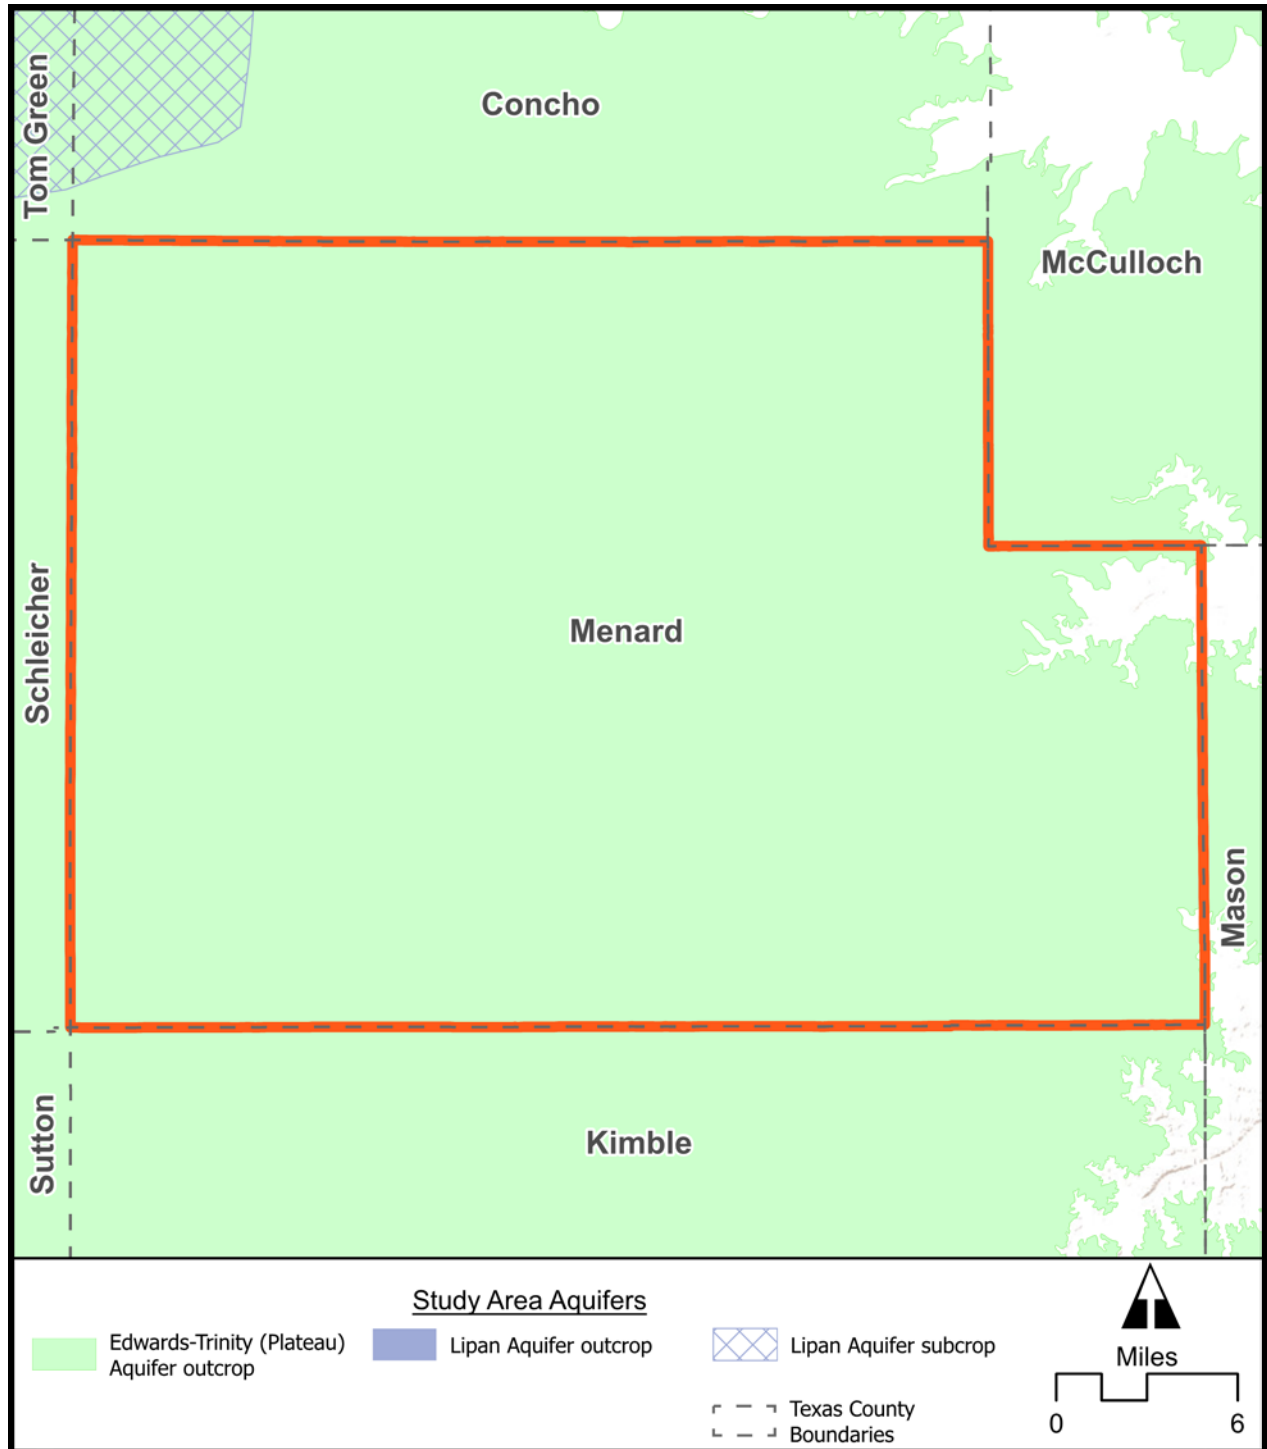 Tom Green
Concho
McCulloch
Schleicher
Menard
Mason
Sutton
Kimble
Study Area Aquifers
Edwards-Trinity (Plateau)
Aquifer outcrop
Lipan Aquifer outcrop
Lipan Aquifer subcrop
Texas County
Boundaries
Miles
0 6